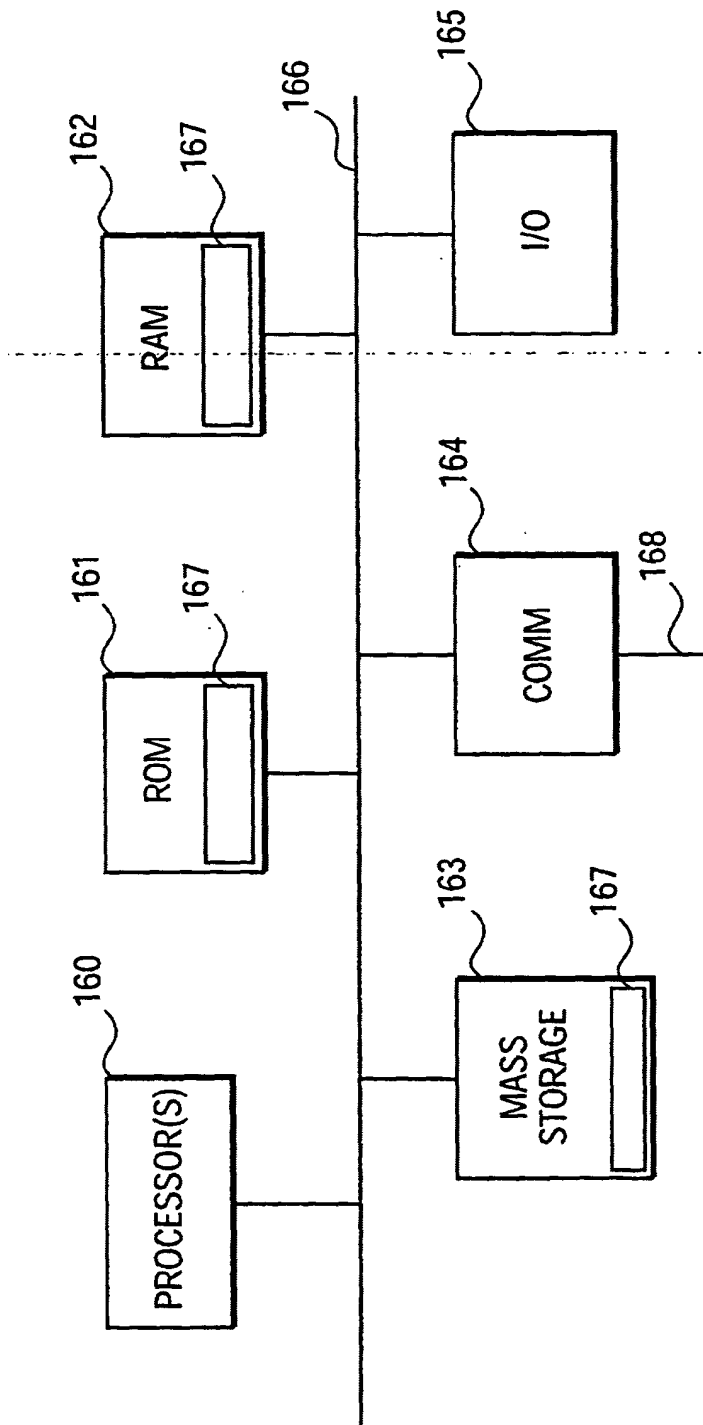 160
PROCESSOR(S)
161
ROM
167
162
RAM
167
166
163
MASS
STORAGE
167
164
COMM
168
165
I/O